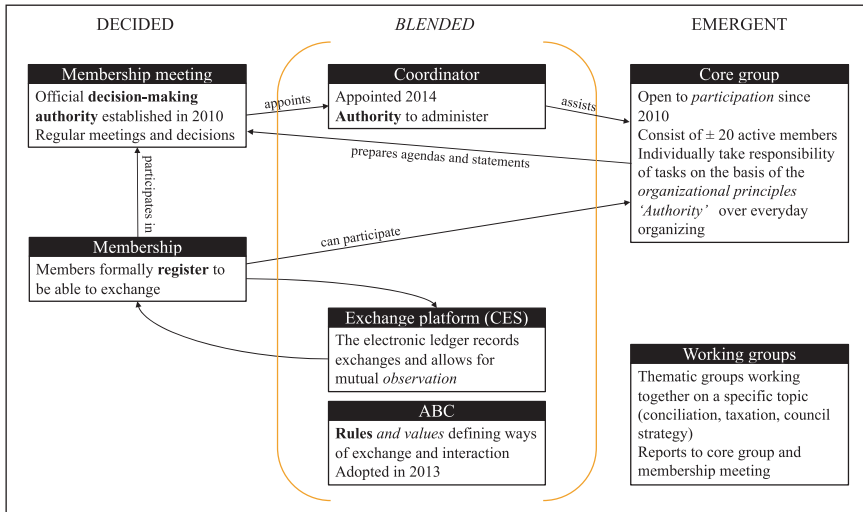 DECIDED
BLENDED
EMERGENT
Membership meeting
Official decision-making
authority established in 2010
Regular meetings and decisions
appoints
Coordinator
Appointed 2014
Authority to administer
assists
Core group
Open to participation since
2010
Consist of ± 20 active members
Individually take responsibility
of tasks on the basis of the
organizational principles
‘Authority’ over everyday
organizing
prepares agendas and statements
participates in
can participate
Membership
Members formally register to
be able to exchange
Exchange platform (CES)
The electronic ledger records
exchanges and allows for
mutual observation
ABC
Rules and values defining ways
of exchange and interaction
Adopted in 2013
Working groups
Thematic groups working
together on a specific topic
(conciliation, taxation, council
strategy)
Reports to core group and
membership meeting